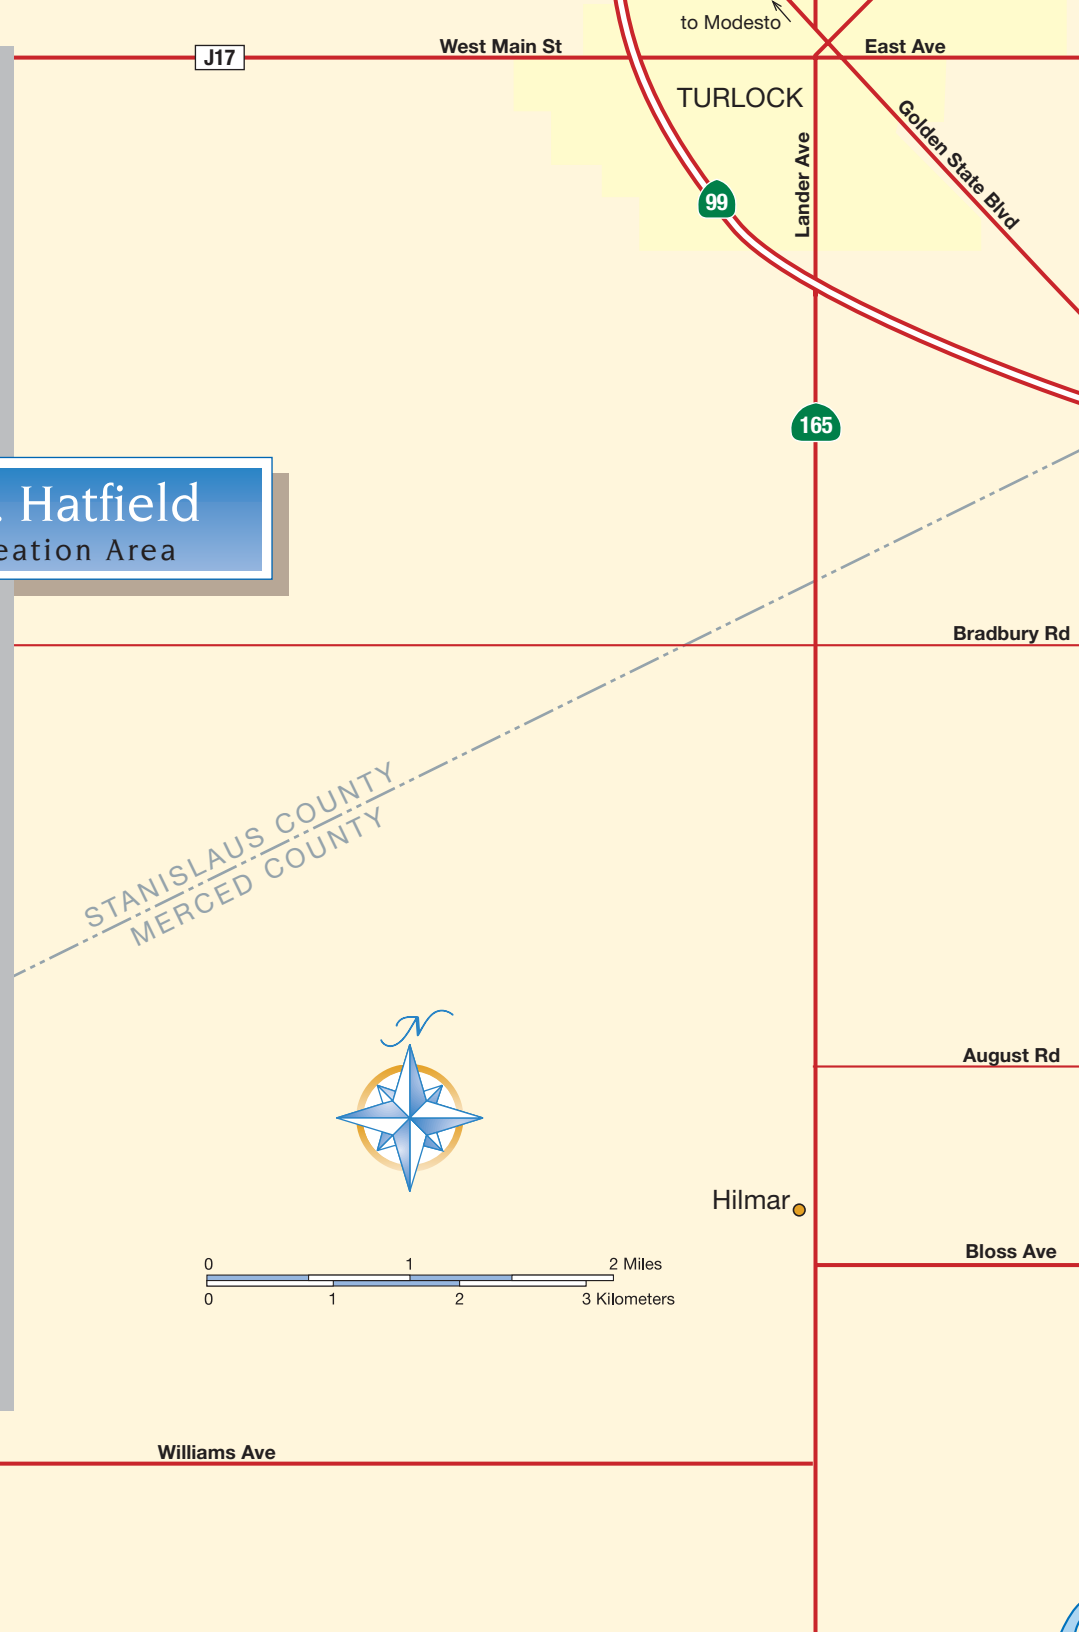 to Modesto
West Main St
East Ave
J17
TURLOCK
Golden State Blvd
Lander Ave
99
165
. Hatfield
eation Area
Bradbury Rd
STANISLAUS COUNTY
MERCED COUNTY
N
August Rd
Hilmar
Bloss Ave
0 1 2 Miles
0 1 2 3 Kilometers
Williams Ave